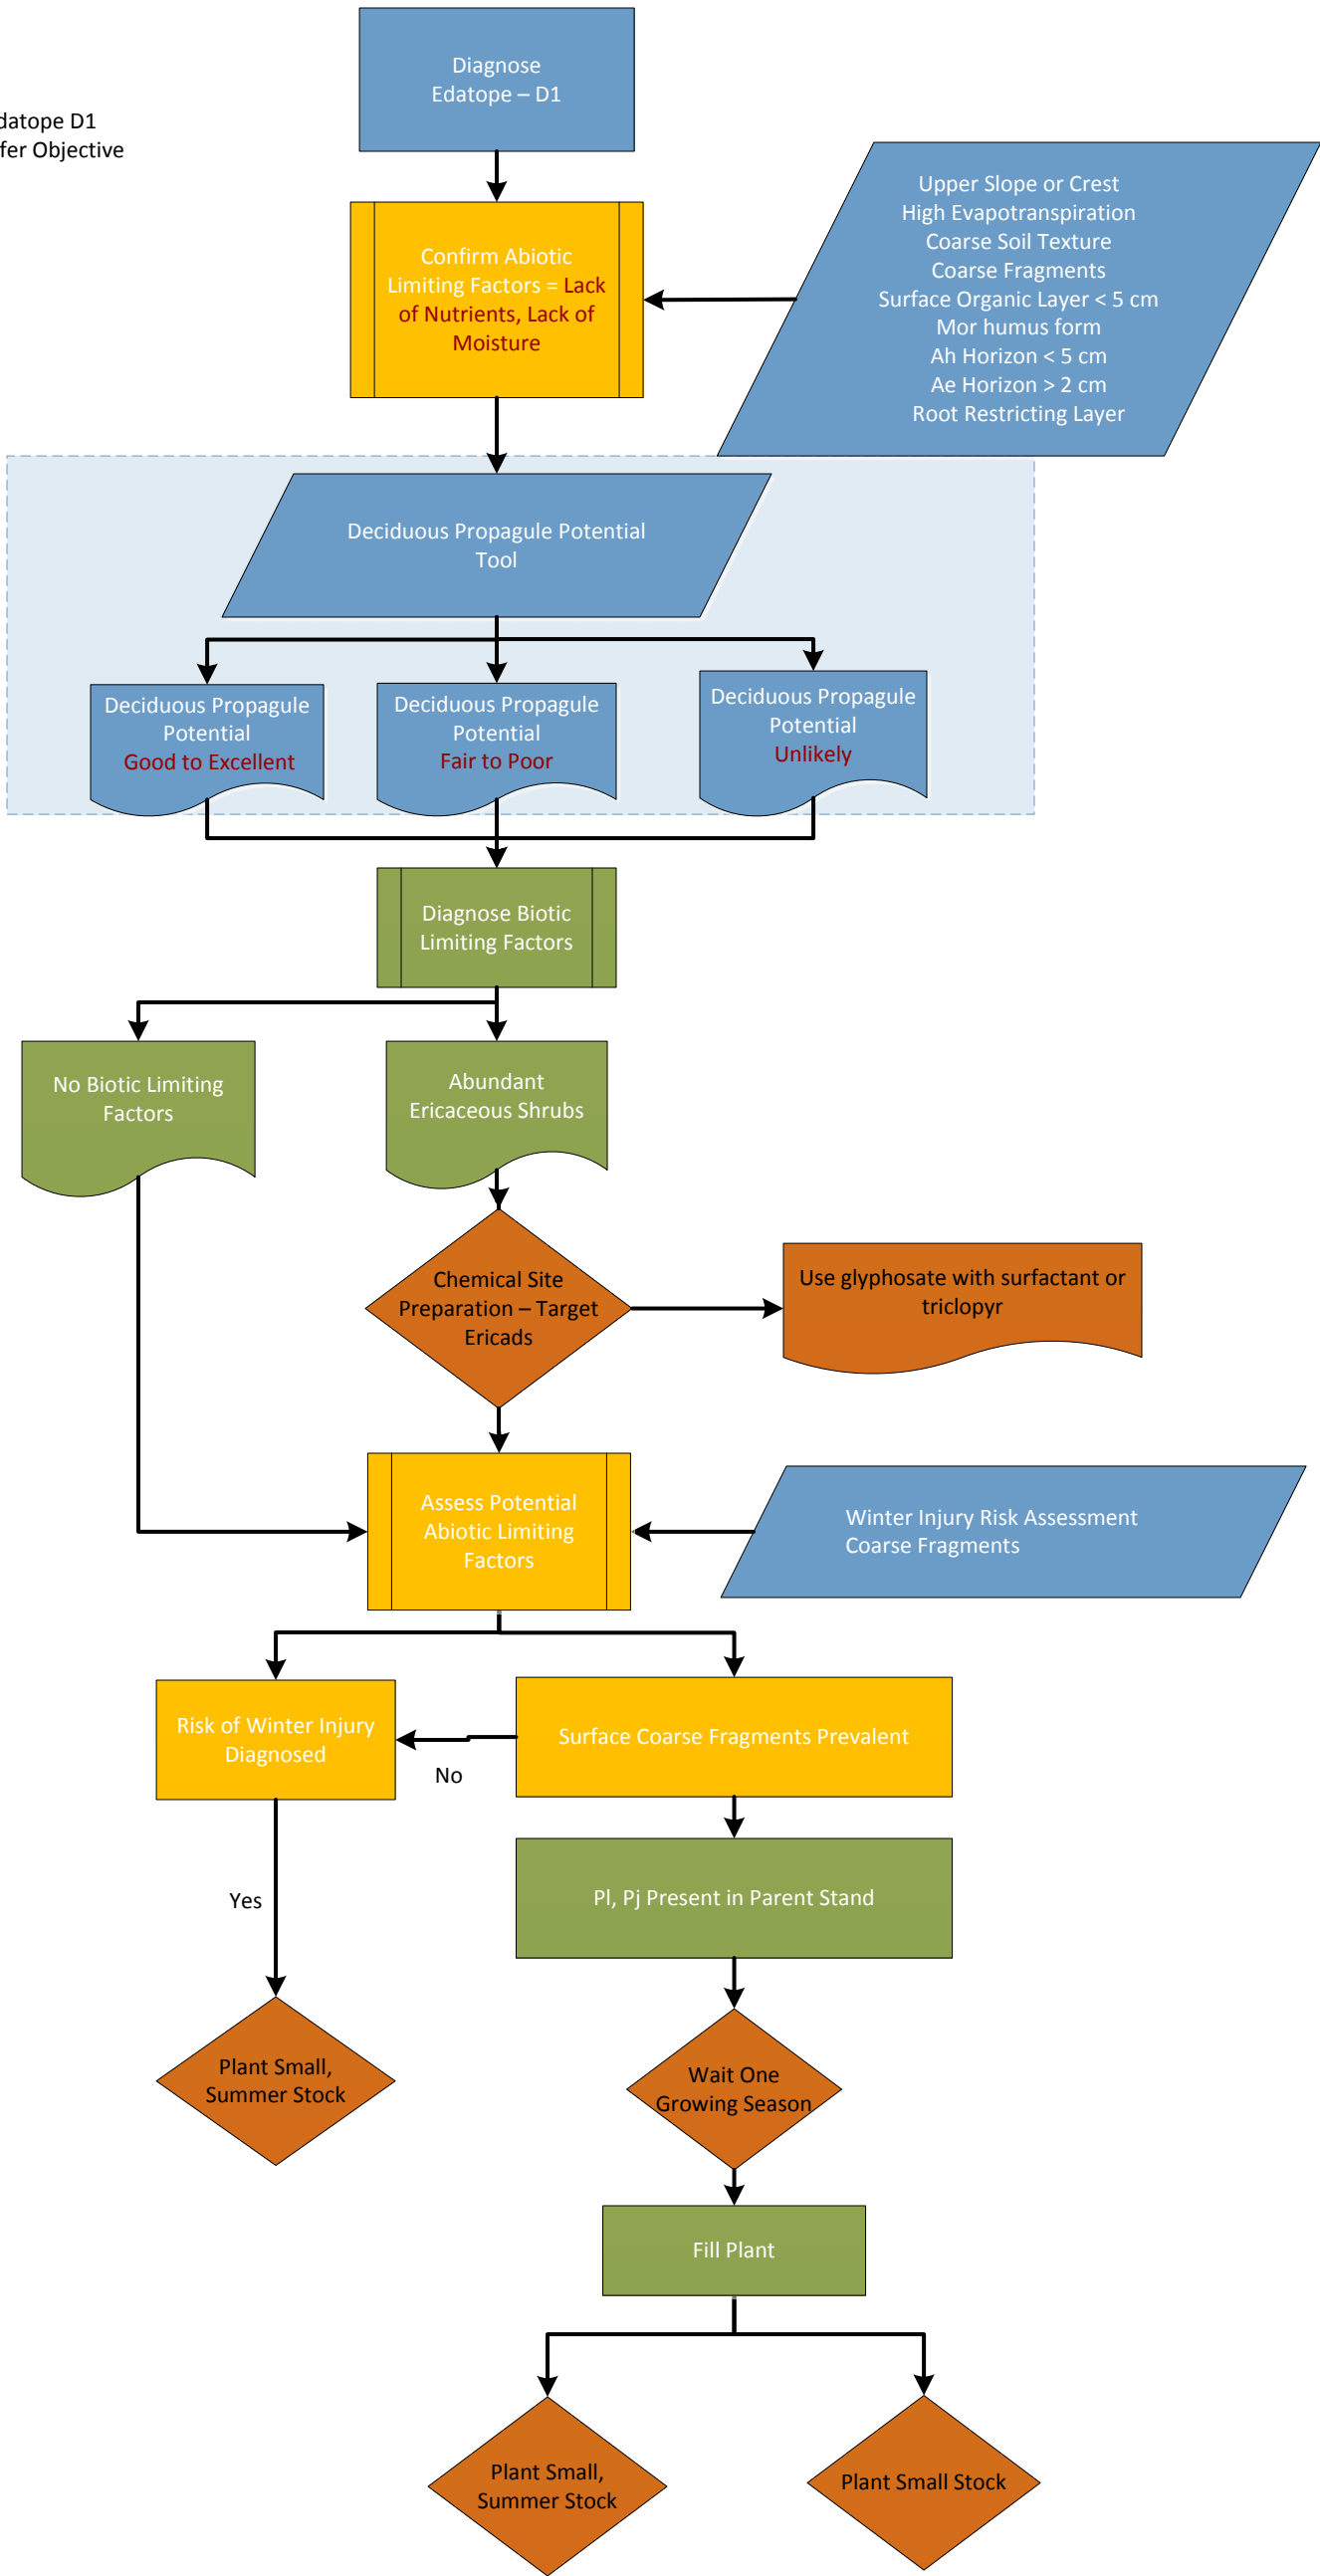 Diagnose
Edatope – D1
datope D1
fer Objective
Upper Slope or Crest
High Evapotranspiration
Coarse Soil Texture
Coarse Fragments
Surface Organic Layer < 5 cm
Mor humus form
Ah Horizon < 5 cm
Ae Horizon > 2 cm
Root Restricting Layer
Confirm Abiotic
Limiting Factors = Lack
of Nutrients, Lack of
Moisture
Deciduous Propagule Potential
Tool
Deciduous Propagule
Potential
Good to Excellent
Deciduous Propagule
Potential
Fair to Poor
Deciduous Propagule
Potential
Unlikely
Diagnose Biotic
Limiting Factors
No Biotic Limiting
Factors
Abundant
Ericaceous Shrubs
Chemical Site
Preparation – Target
Ericads
Use glyphosate with surfactant or
triclopyr
Assess Potential
Abiotic Limiting
Factors
Winter Injury Risk Assessment
Coarse Fragments
Risk of Winter Injury
Diagnosed
No
Surface Coarse Fragments Prevalent
Pl, Pj Present in Parent Stand
Yes
Plant Small,
Summer Stock
Wait One
Growing Season
Fill Plant
Plant Small,
Summer Stock
Plant Small Stock